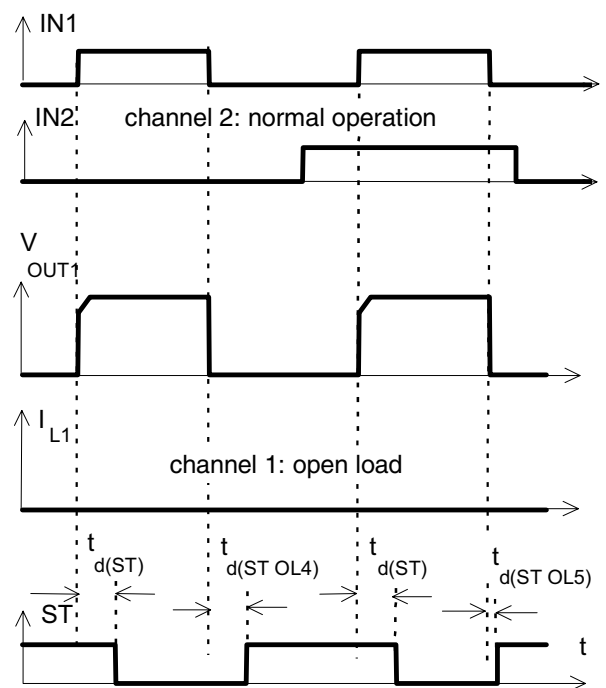 IN1
IN2
channel 2: normal operation
V
OUT1
I L1
channel 1: open load
t d(ST)
t d(ST OL4)
t d(ST)
t d(ST OL5)
ST
t